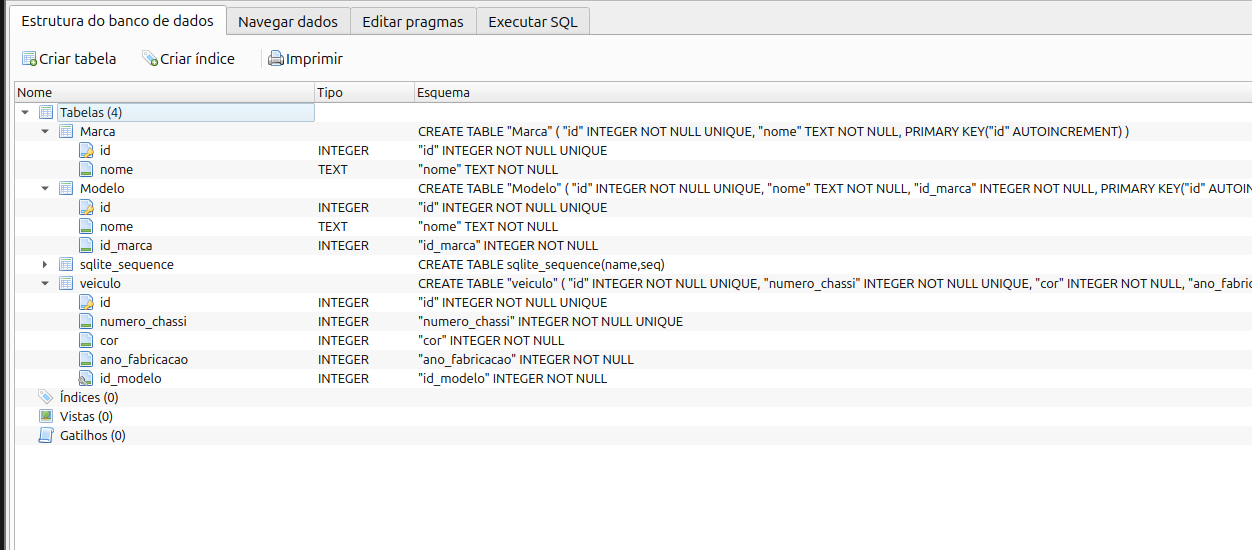 Estrutura do banco de dados Navegar dados Editar pragmas Executar SQL
Criar tabela Criar índice Imprimir
Nome Tipo Esquema
Tabelas (4)
Marca CREATE TABLE "Marca" ( "id" INTEGER NOT NULL UNIQUE, "nome" TEXT NOT NULL, PRIMARY KEY("id" AUTOINCREMENT) )
id INTEGER "id" INTEGER NOT NULL UNIQUE
nome TEXT "nome" TEXT NOT NULL
Modelo CREATE TABLE "Modelo" ( "id" INTEGER NOT NULL UNIQUE, "nome" TEXT NOT NULL, "id_marca" INTEGER NOT NULL, PRIMARY KEY("id" AUTOIN
id INTEGER "id" INTEGER NOT NULL UNIQUE
nome TEXT "nome" TEXT NOT NULL
id_marca INTEGER "id_marca" INTEGER NOT NULL
sqlite_sequence CREATE TABLE sqlite_sequence(name,seq)
veiculo CREATE TABLE "veiculo" ( "id" INTEGER NOT NULL UNIQUE, "numero_chassi" INTEGER NOT NULL UNIQUE, "cor" INTEGER NOT NULL, "ano_fabric
id INTEGER "id" INTEGER NOT NULL UNIQUE
numero_chassi INTEGER "numero_chassi" INTEGER NOT NULL UNIQUE
cor INTEGER "cor" INTEGER NOT NULL
ano_fabricacao INTEGER "ano_fabricacao" INTEGER NOT NULL
id_modelo INTEGER "id_modelo" INTEGER NOT NULL
Índices (0)
Vistas (0)
Gatilhos (0)